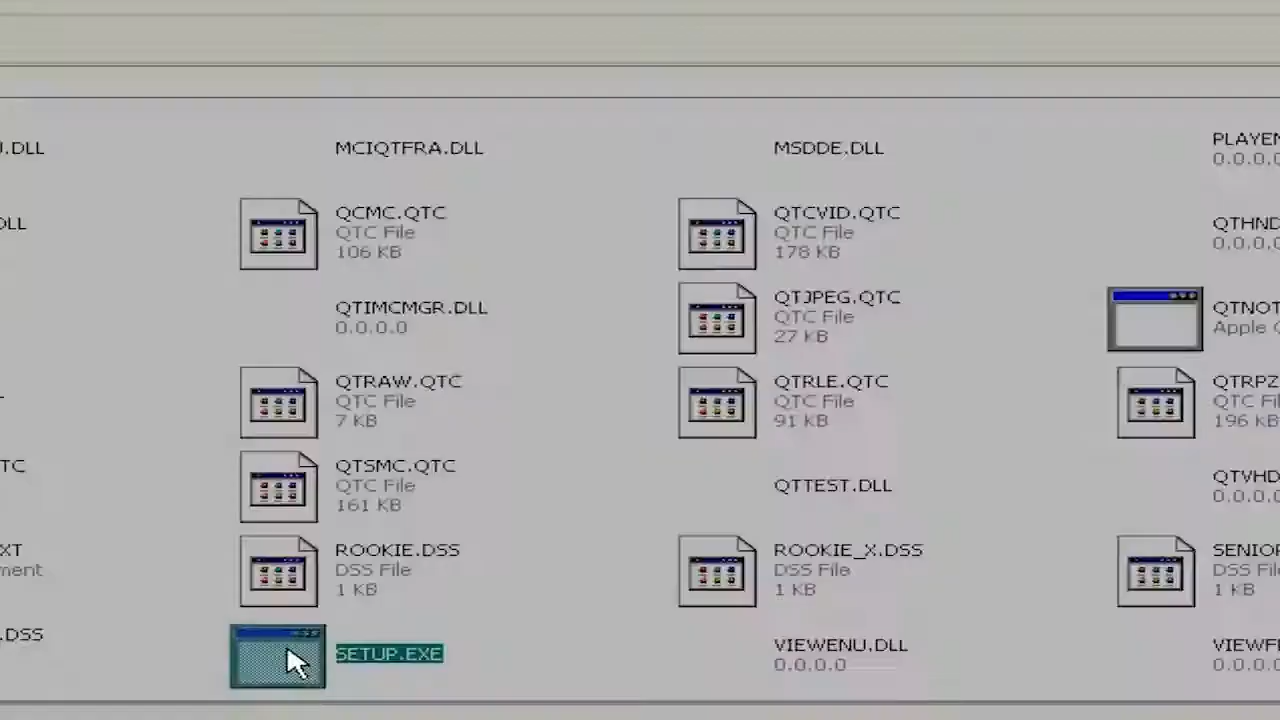 J.DLL
MCIQTFRA.DLL
MSDDE.DLL
PLAYEN
0.0.0.0
DLL
QCMC.QTC
QTC File
106 KB
QTCVID.QTC
QTC File
178 KB
QTHND
0.0.0.0
QTIMCMGR.DLL
0.0.0.0
QTJPEG.QTC
QTC File
27 KB
QTNOT
Apple Q
QTRAW.QTC
QTC File
7 KB
QTRLE.QTC
QTC File
91 KB
QTRPZ
QTC Fil
196 KB
TC
QTSMC.QTC
QTC File
161 KB
QTTEST.DLL
QTVHD
0.0.0.0
XT
ment
ROOKIE.DSS
DSS File
1 KB
ROOKIE_X.DSS
DSS File
1 KB
SENIOR
DSS File
1 KB
.DSS
SETUP.EXE
VIEWENU.DLL
0.0.0.0
VIEWFR
0.0.0.0